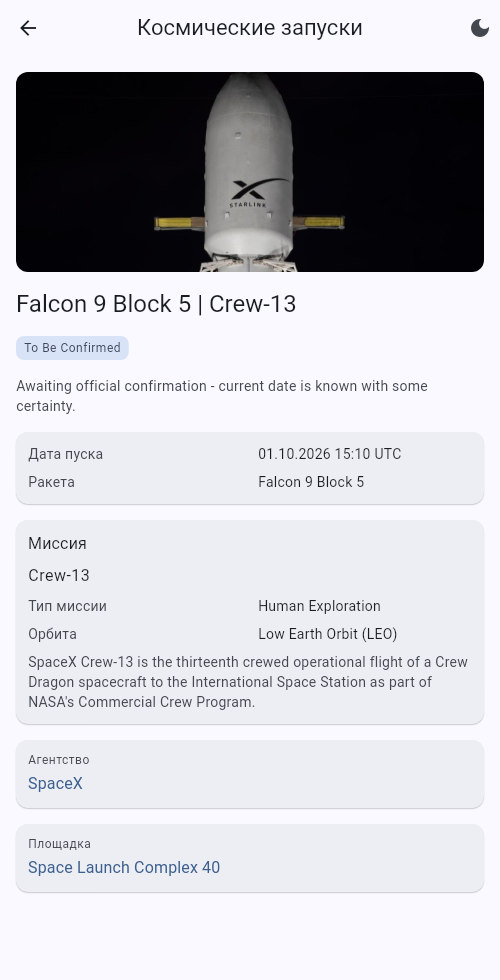 Космические запуски
STARLINK
Falcon 9 Block 5 | Crew-13
To Be Confirmed
Awaiting official confirmation - current date is known with some
certainty.
Дата пуска 01.10.2026 15:10 UTC
Ракета Falcon 9 Block 5
Миссия
Crew-13
Тип миссии Human Exploration
Орбита Low Earth Orbit (LEO)
SpaceX Crew-13 is the thirteenth crewed operational flight of a Crew
Dragon spacecraft to the International Space Station as part of
NASA's Commercial Crew Program.
Агентство
SpaceX
Площадка
Space Launch Complex 40